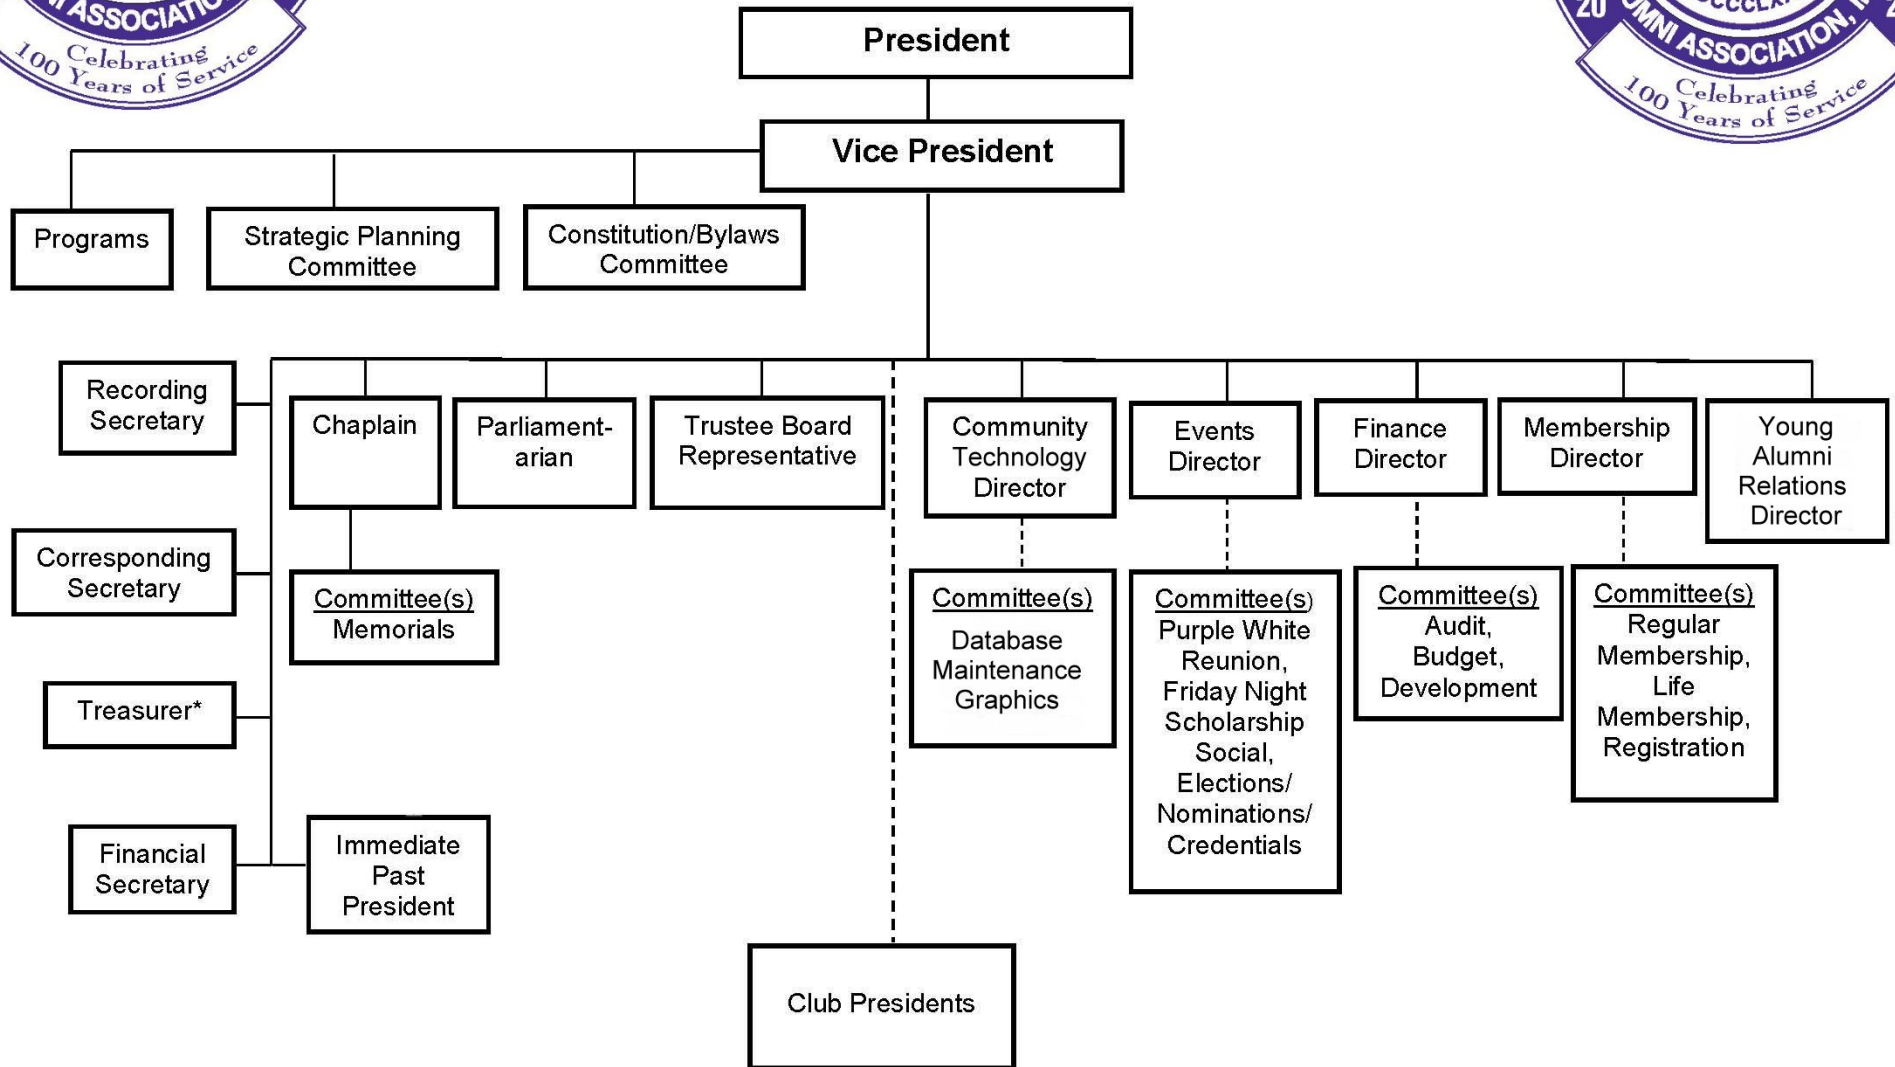 ASSOCIATIO
Celebrating
100 Years of Service
20
UMNI ASSOCIATION, I
Celebrating
100 Years of Service
President
Vice President
Programs
Strategic Planning
Committee
Constitution/Bylaws
Committee
Recording
Secretary
Corresponding
Secretary
Treasurer*
Financial
Secretary
Immediate
Past
President
Chaplain
Committee(s)
Memorials
Parliament-
arian
Trustee Board
Representative
Club Presidents
Community
Technology
Director
Committee(s)
Database
Maintenance
Graphics
Events
Director
Committee(s)
Purple White
Reunion,
Friday Night
Scholarship
Social,
Elections/
Nominations/
Credentials
Finance
Director
Committee(s)
Audit,
Budget,
Development
Membership
Director
Committee(s)
Regular
Membership,
Life
Membership,
Registration
Young
Alumni
Relations
Director